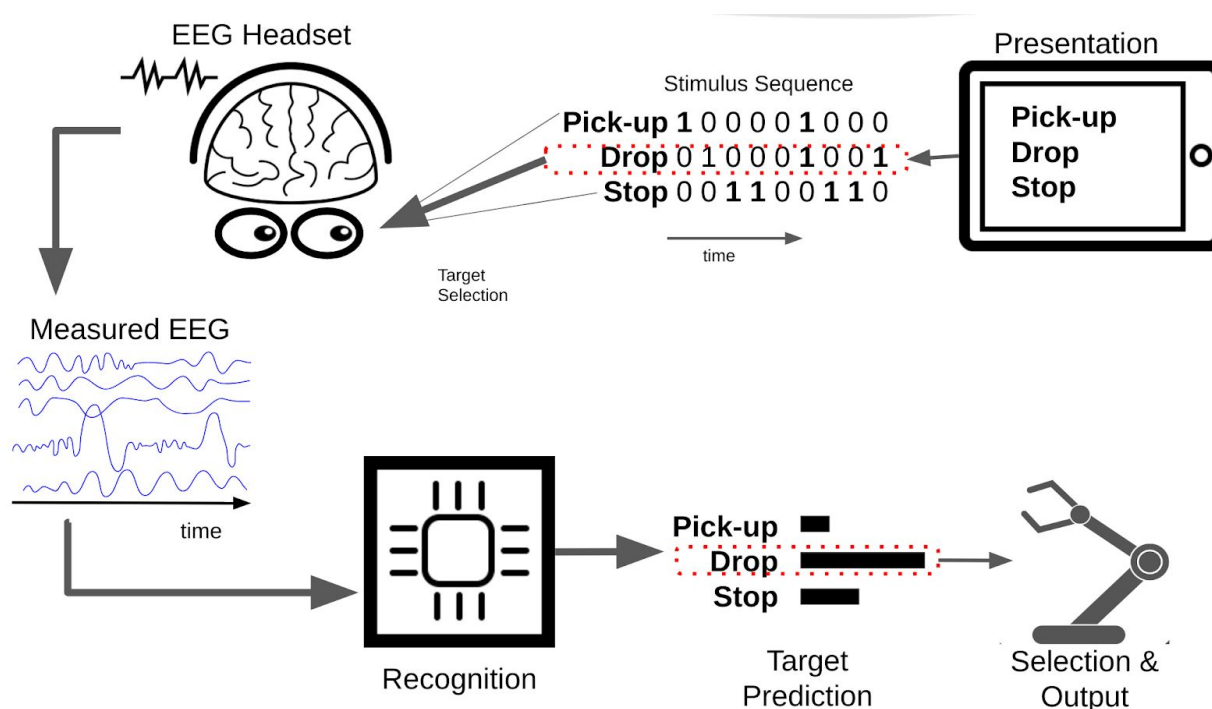 EEG Headset
Presentation
Stimulus Sequence
Pick-up 1 0 0 0 0 1 0 0 0
Drop 0 1 0 0 0 1 0 0 1
Stop 0 0 1 1 0 0 1 1 0
time
Pick-up
Drop
Stop
Target
Selection
Measured EEG
time
Recognition
Pick-up
Drop
Stop
Target
Prediction
Selection &
Output